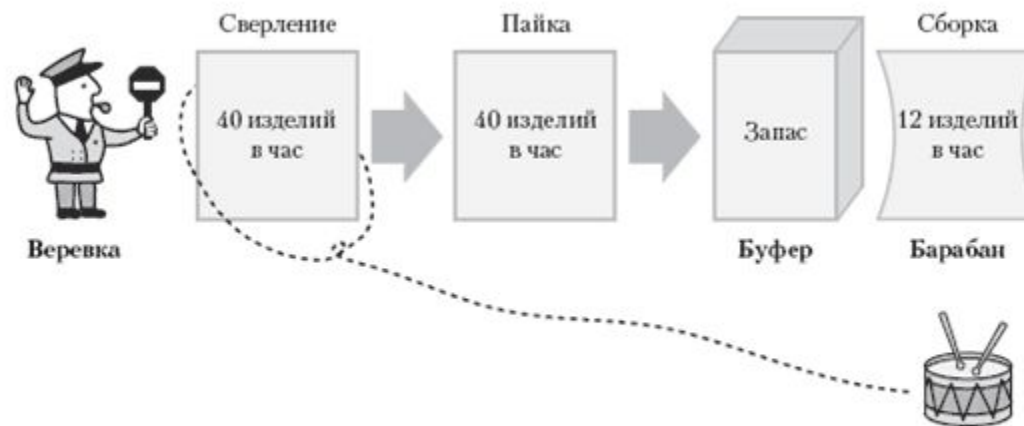 Сверление
Пайка
Сборка
40 изделий
в час
40 изделий
в час
Запас
12 изделий
в час
Веревка
Буфер
Барабан